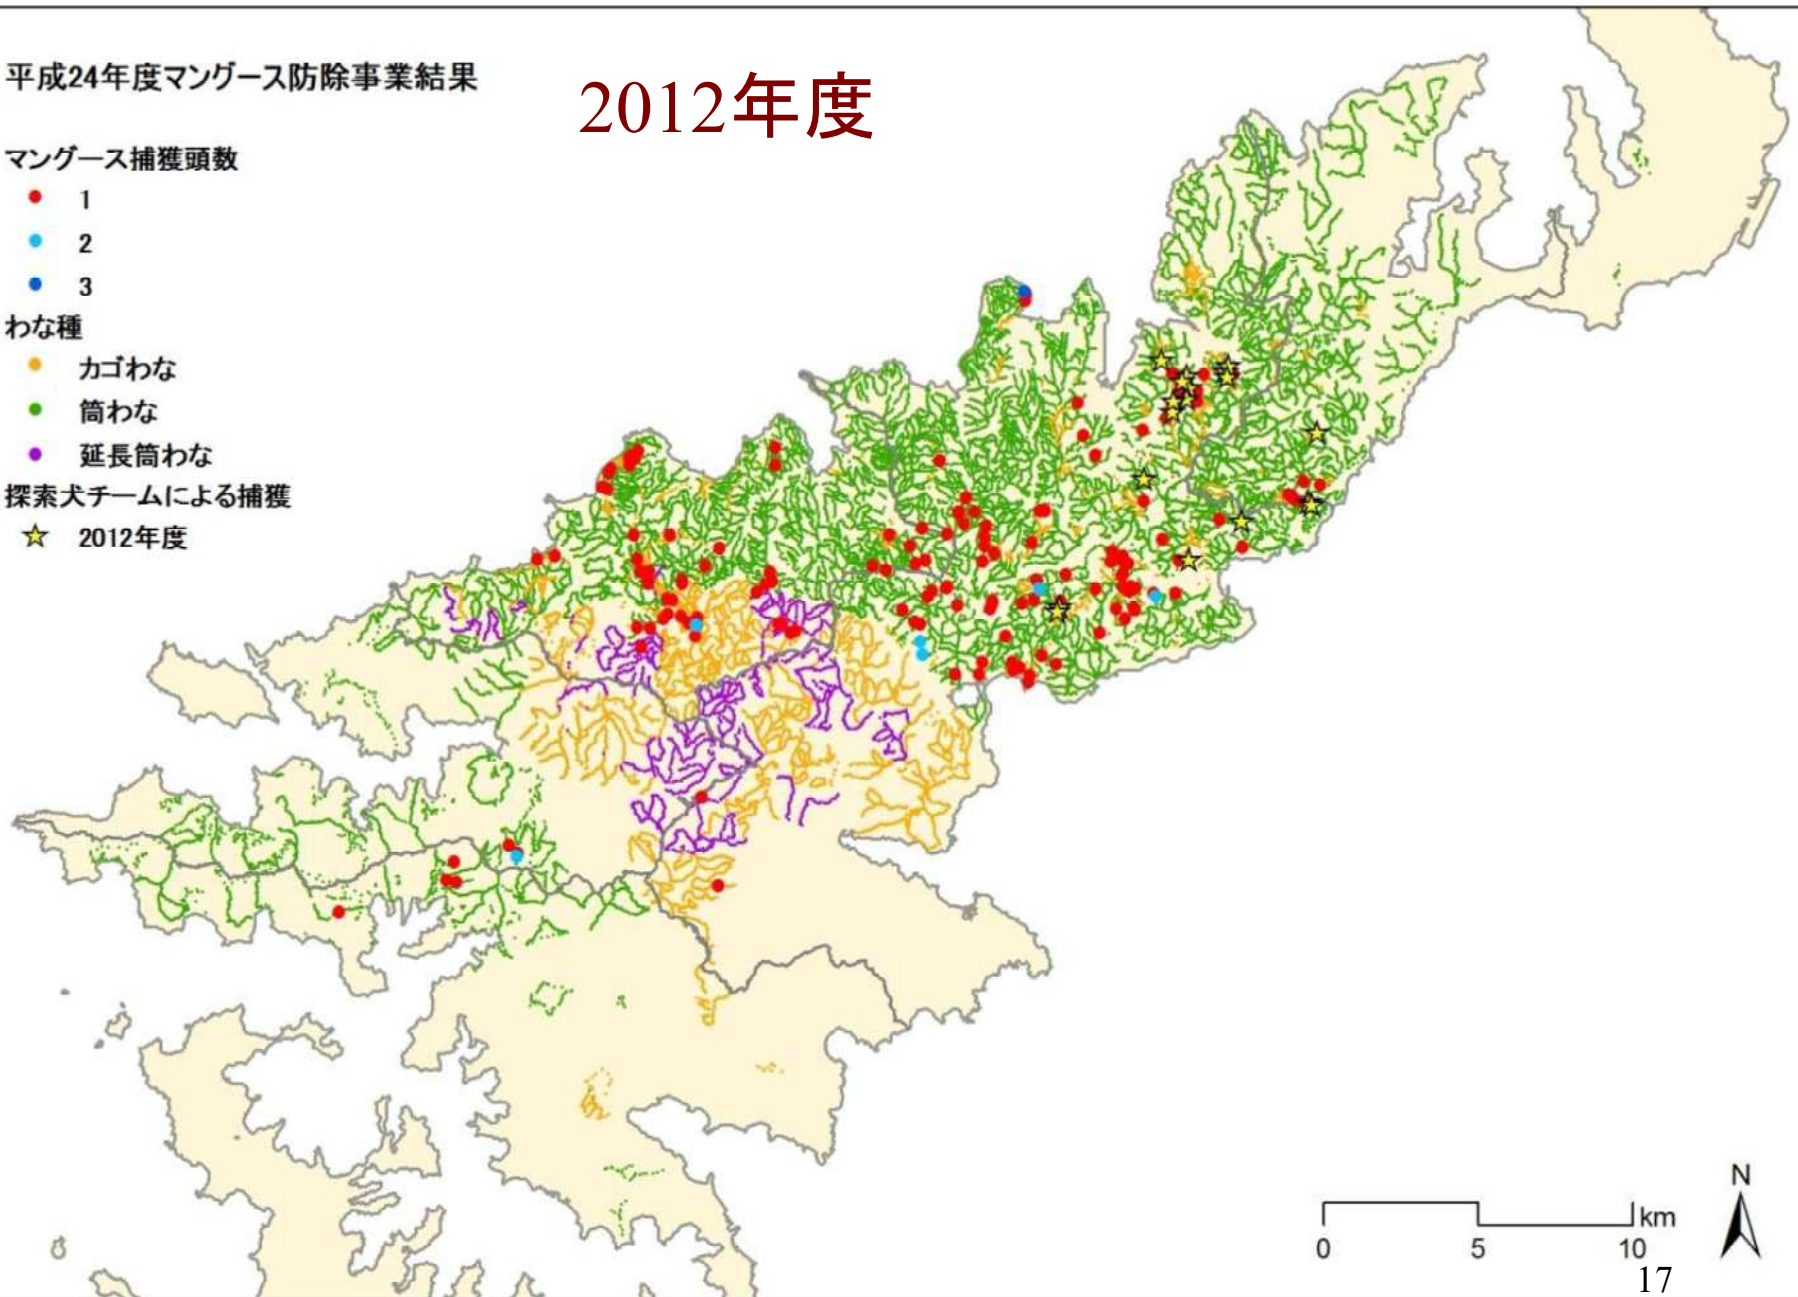 平成24年度マングース防除事業結果
2012年度
マングース捕獲頭数
1
2
3
わな種
カゴわな
筒わな
延長筒わな
探索犬チームによる捕獲
2012年度
N
km
0 5 10
17